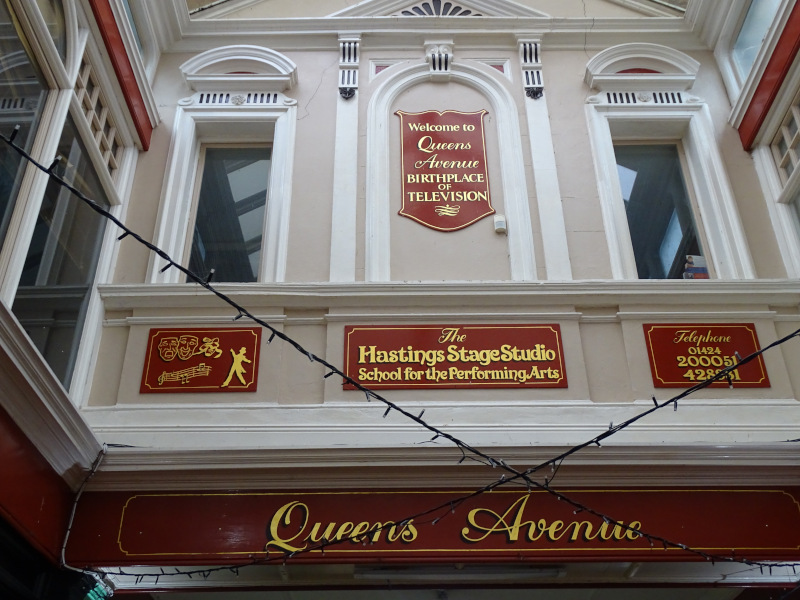 Welcome to
Queens
Avenue
BIRTHPLACE
OF
TELEVISION
The
Hastings Stage Studio
School for the Performing Arts
Telephone
01424
200051
Queens Avenue